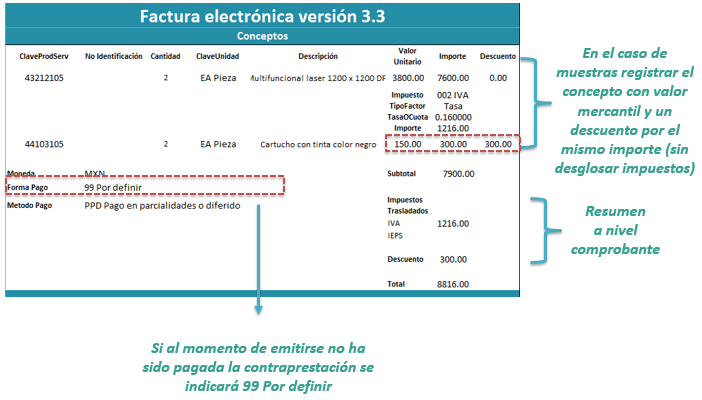 Factura electrónica versión 3.3
Conceptos
ClaveProdServ No Identificación Cantidad ClaveUnidad Descripción Valor Unitario Importe Descuento
43212105 2 EA Pieza Multifuncional laser 1200 x 1200 DP 3800.00 7600.00 0.00
Impuesto 002 IVA
TipoFactor Tasa
TasaOCuota 0.160000
Importe 1216.00
44103105 2 EA Pieza Cartucho con tinta color negro 150.00 300.00 300.00
Moneda MXN Subtotal 7900.00
Forma Pago 99 Por definir
Metodo Pago PPD Pago en parcialidades o diferido
Impuestos
Trasladados
IVA 1216.00
IEPS
Descuento 300.00
Total 8816.00
En el caso de
muestras registrar el
concepto con valor
mercantil y un
descuento por el
mismo importe (sin
desglosar impuestos)
Resumen
a nivel
comprobante
Si al momento de emitirse no ha
sido pagada la contraprestación se
indicará 99 Por definir